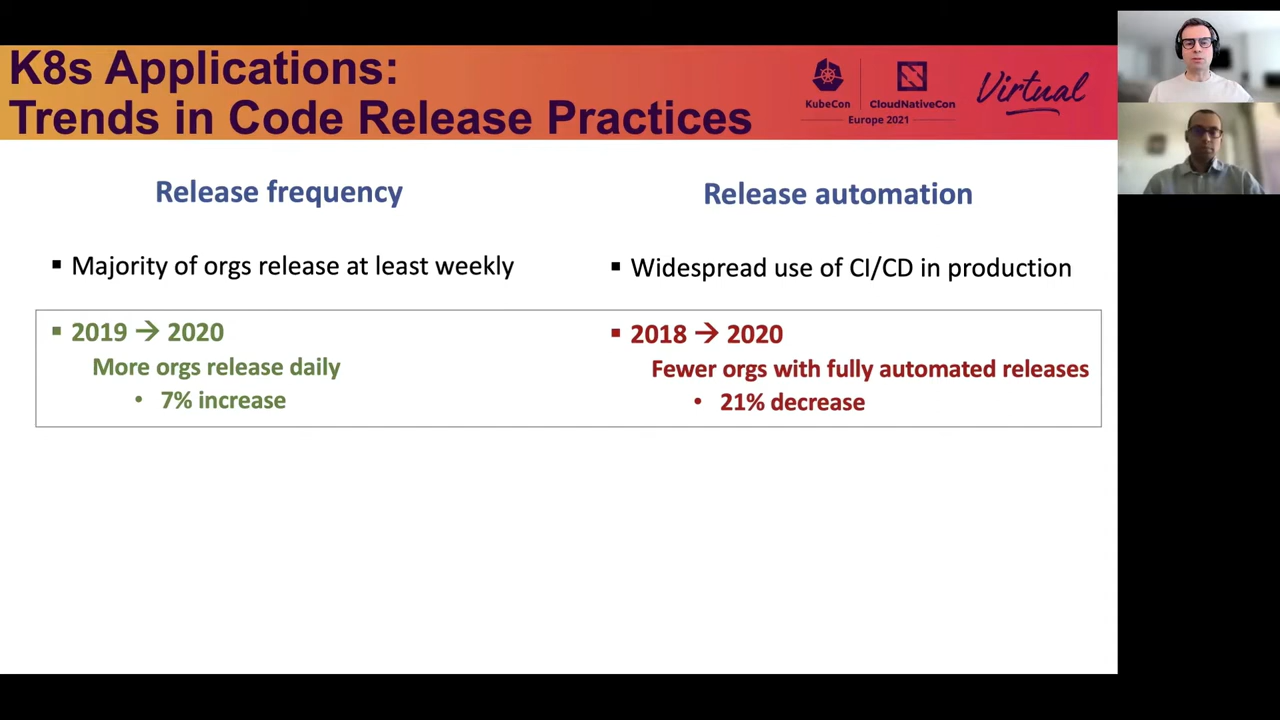 K8s Applications:
Trends in Code Release Practices
KubeCon
CloudNativeCon
Europe 2021
Virtual
Release frequency
▪ Majority of orgs release at least weekly
▪ 2019 → 2020
More orgs release daily
• 7% increase
Release automation
▪ Widespread use of CI/CD in production
▪ 2018 → 2020
Fewer orgs with fully automated releases
• 21% decrease